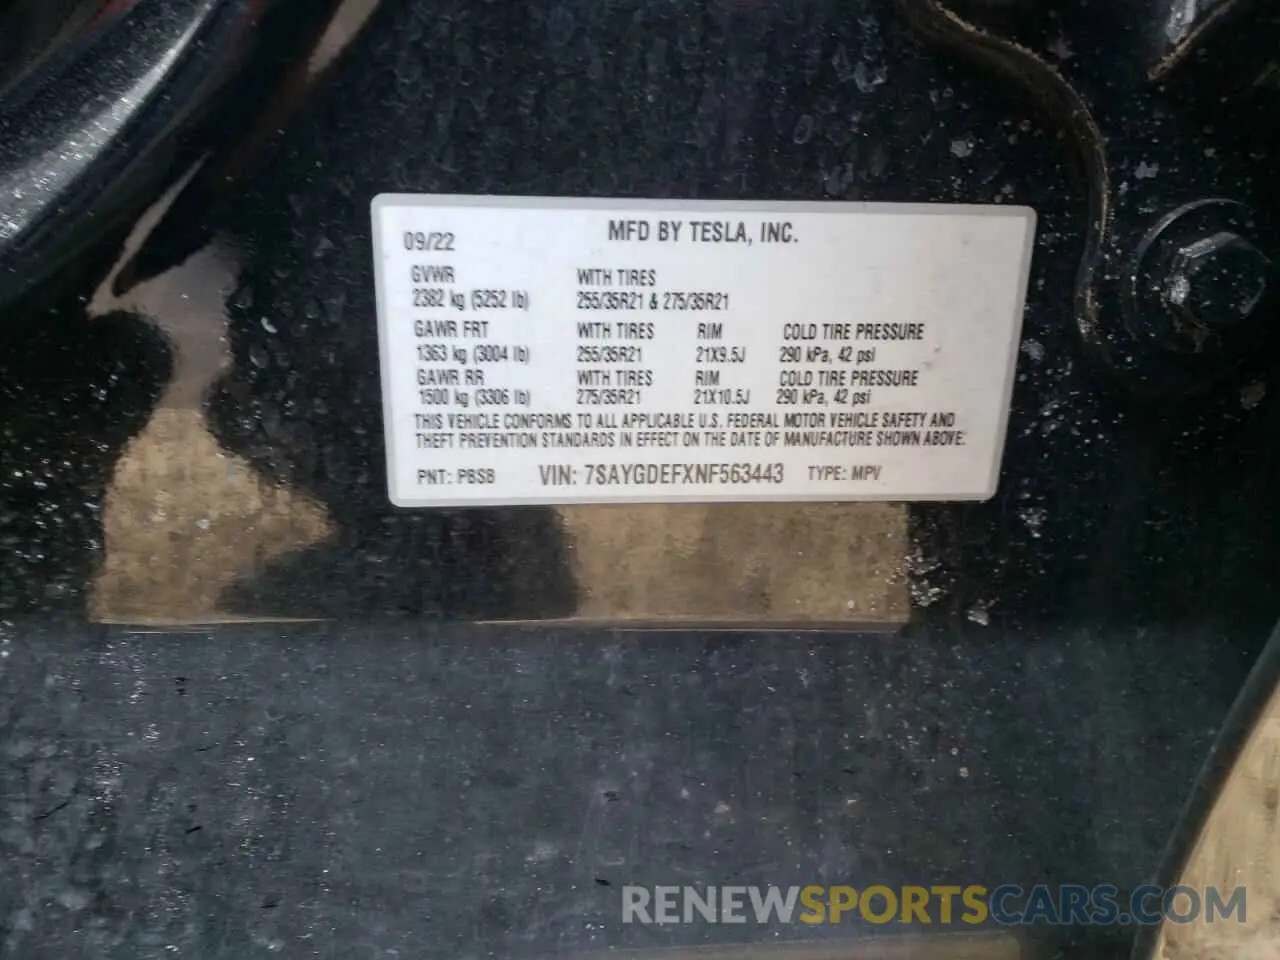 09/22 MFD BY TESLA, INC.
GVWR WITH TIRES
2382 kg (5252 lb) 255/35R21 & 275/35R21
GAWR FRT WITH TIRES RIM COLD TIRE PRESSURE
1363 kg (3004 lb) 255/35R21 21X9.5J 290 kPa, 42 psi
GAWR RR WITH TIRES RIM COLD TIRE PRESSURE
1500 kg (3306 lb) 275/35R21 21X10.5J 290 kPa, 42 psi
THIS VEHICLE CONFORMS TO ALL APPLICABLE U.S. FEDERAL MOTOR VEHICLE SAFETY AND
THEFT PREVENTION STANDARDS IN EFFECT ON THE DATE OF MANUFACTURE SHOWN ABOVE.
PNT: PBSB VIN: 7SAYGDEFXNF563443 TYPE: MPV
RENEWSPORTSCARS.COM